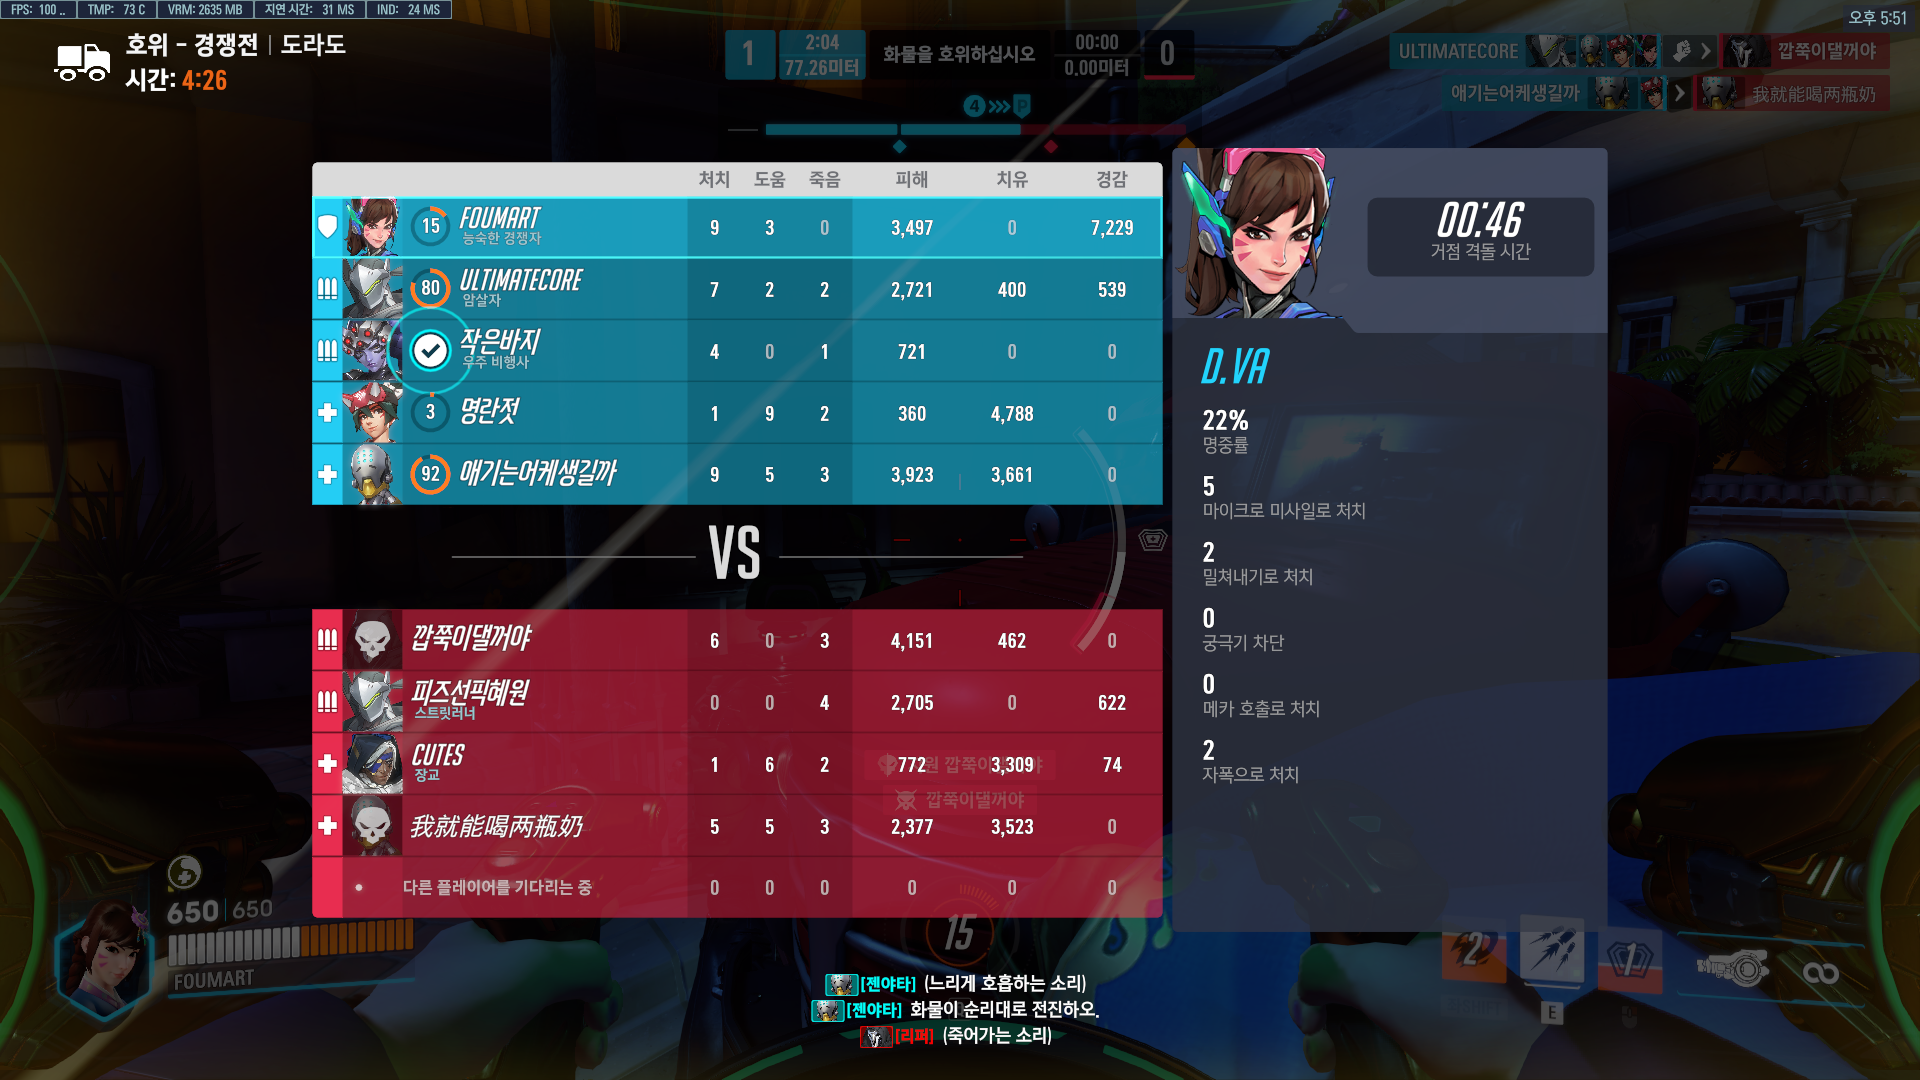 FPS: 100 .. TMP: 73 C VRM: 2635 MB 지연 시간: 31 MS IND: 24 MS
오후 5:51
호위 - 경쟁전 | 도라도
시간: 4:26
1 2:04 77.26미터 화물을 호위하십시오 00:00 0.00미터 0
4 P
ULTIMATECORE 깝쭉이댈꺼야
애기는어케생길까 我就能喝两瓶奶
처치 도움 죽음 피해 치유 경감
15 FOUMART 9 3 0 3,497 0 7,229
능숙한 경쟁자
80 ULTIMATECORE 7 2 2 2,721 400 539
암살자
작은바지 4 0 1 721 0 0
우주 비행사
3 명란젓 1 9 2 360 4,788 0
92 애기는어케생길까 9 5 3 3,923 3,661 0
VS
깝쭉이댈꺼야 6 0 3 4,151 462 0
피즈선픽혜원 0 0 4 2,705 0 622
스트릿러너
CUTES 1 6 2 772 3,309 74
장교
깝쭉이댈꺼야
我就能喝两瓶奶 5 5 3 2,377 3,523 0
다른 플레이어를 기다리는 중 0 0 0 0 0 0
00:46
거점 격돌 시간
D.VA
22%
명중률
5
마이크로 미사일로 처치
2
밀쳐내기로 처치
0
궁극기 차단
0
메카 호출로 처치
2
자폭으로 처치
650 | 650
FOUMART
15
[젠야타] (느리게 호흡하는 소리)
[젠야타] 화물이 순리대로 전진하오.
[리퍼] (죽어가는 소리)
2 1
E